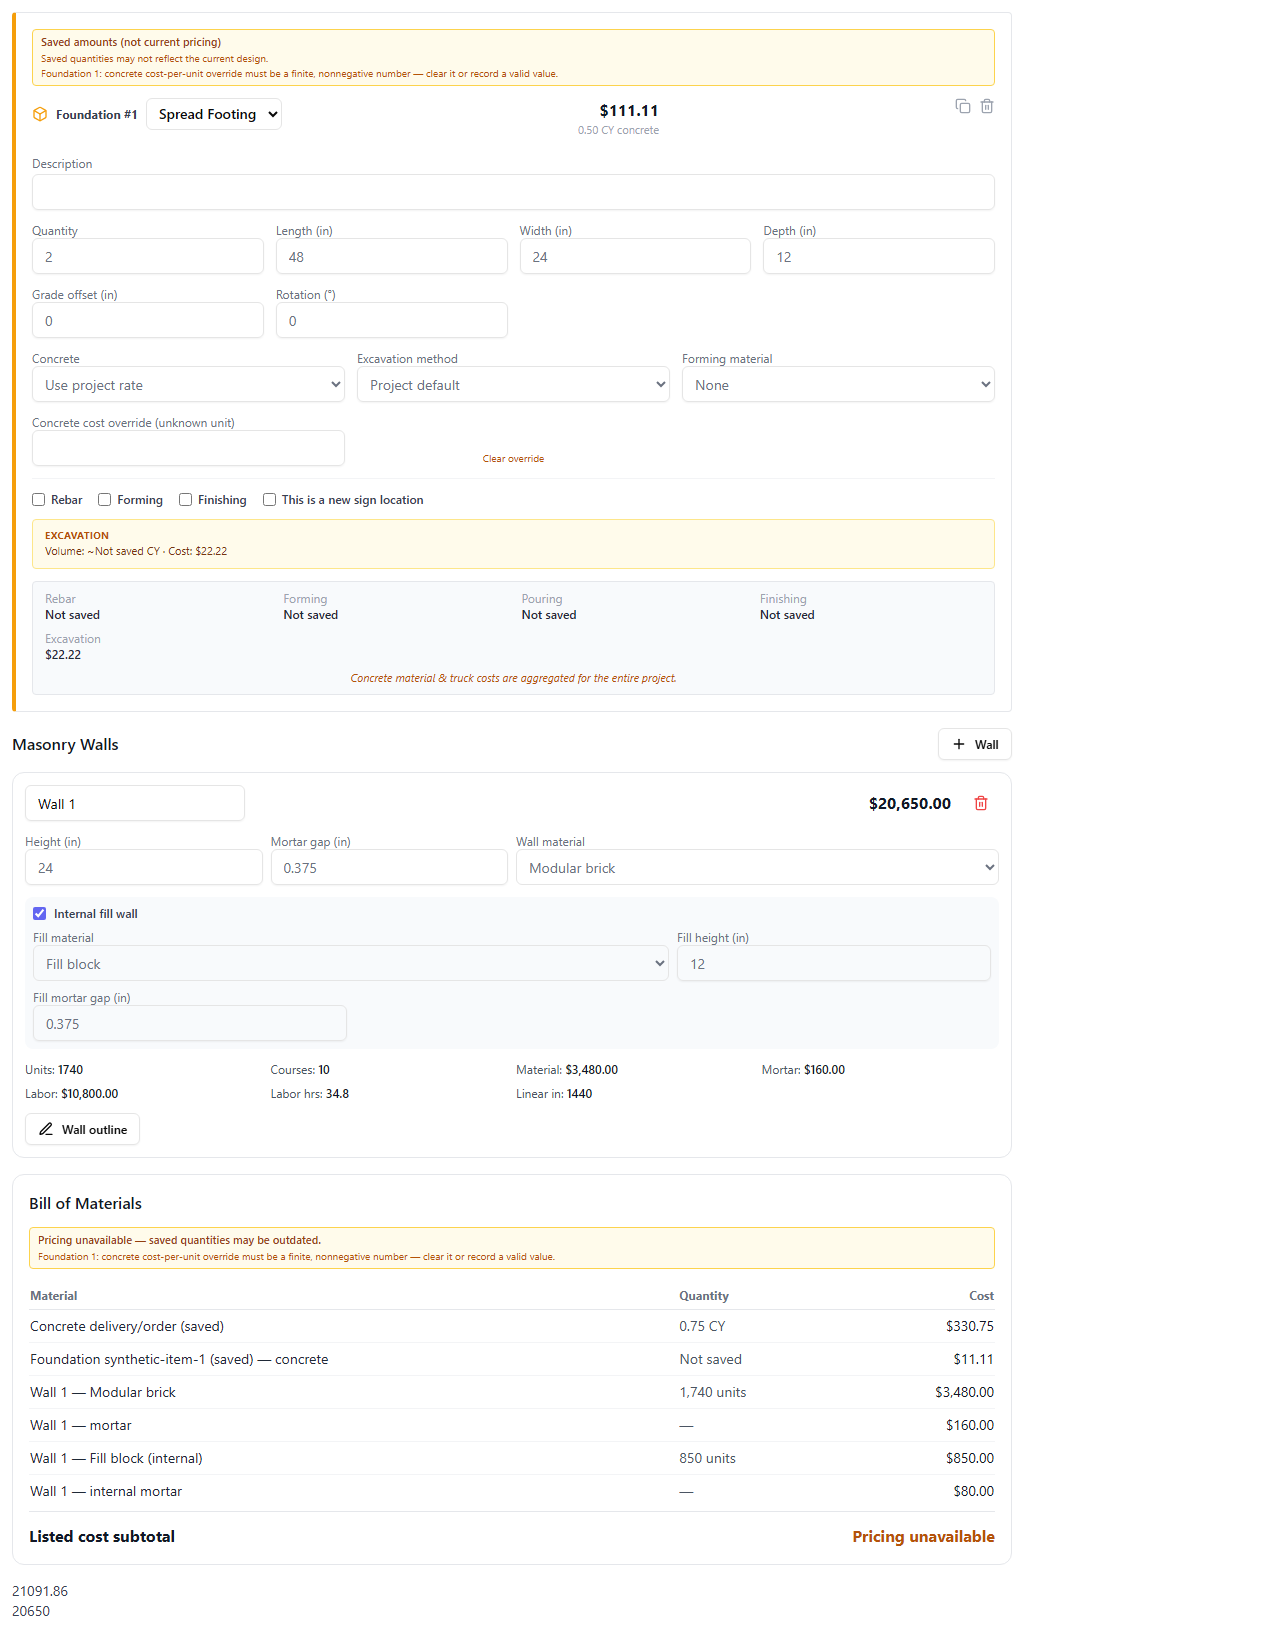 Saved amounts (not current pricing)
Saved quantities may not reflect the current design.
Foundation 1: concrete cost-per-unit override must be a finite, nonnegative number — clear it or record a valid value.
Foundation #1 Spread Footing $111.11
0.50 CY concrete
Description
Quantity Length (in) Width (in) Depth (in)
2 48 24 12
Grade offset (in) Rotation (°)
0 0
Concrete Excavation method Forming material
Use project rate Project default None
Concrete cost override (unknown unit)
Clear override
Rebar Forming Finishing This is a new sign location
EXCAVATION
Volume: ~Not saved CY · Cost: $22.22
Rebar Forming Pouring Finishing
Not saved Not saved Not saved Not saved
Excavation
$22.22
Concrete material & truck costs are aggregated for the entire project.
Masonry Walls + Wall
Wall 1 $20,650.00
Height (in) Mortar gap (in) Wall material
24 0.375 Modular brick
Internal fill wall
Fill material Fill height (in)
Fill block 12
Fill mortar gap (in)
0.375
Units: 1740 Courses: 10 Material: $3,480.00 Mortar: $160.00
Labor: $10,800.00 Labor hrs: 34.8 Linear in: 1440
Wall outline
Bill of Materials
Pricing unavailable — saved quantities may be outdated.
Foundation 1: concrete cost-per-unit override must be a finite, nonnegative number — clear it or record a valid value.
Material Quantity Cost
Concrete delivery/order (saved) 0.75 CY $330.75
Foundation synthetic-item-1 (saved) — concrete Not saved $11.11
Wall 1 — Modular brick 1,740 units $3,480.00
Wall 1 — mortar — $160.00
Wall 1 — Fill block (internal) 850 units $850.00
Wall 1 — internal mortar — $80.00
Listed cost subtotal Pricing unavailable
21091.86
20650